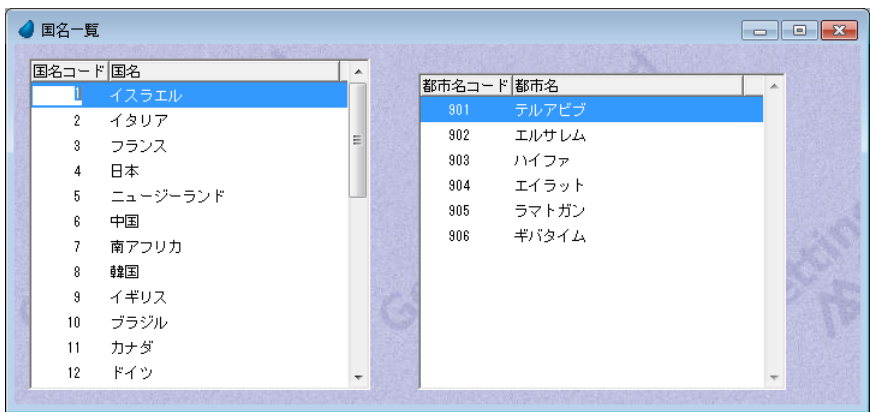 国名一覧
国名コード 国名
1 イスラエル
2 イタリア
3 フランス
4 日本
5 ニュージーランド
6 中国
7 南アフリカ
8 韓国
9 イギリス
10 ブラジル
11 カナダ
12 ドイツ
都市名コード 都市名
901 テルアビブ
902 エルサレム
903 ハイファ
904 エイラット
905 ラマトガン
906 ギバタイム